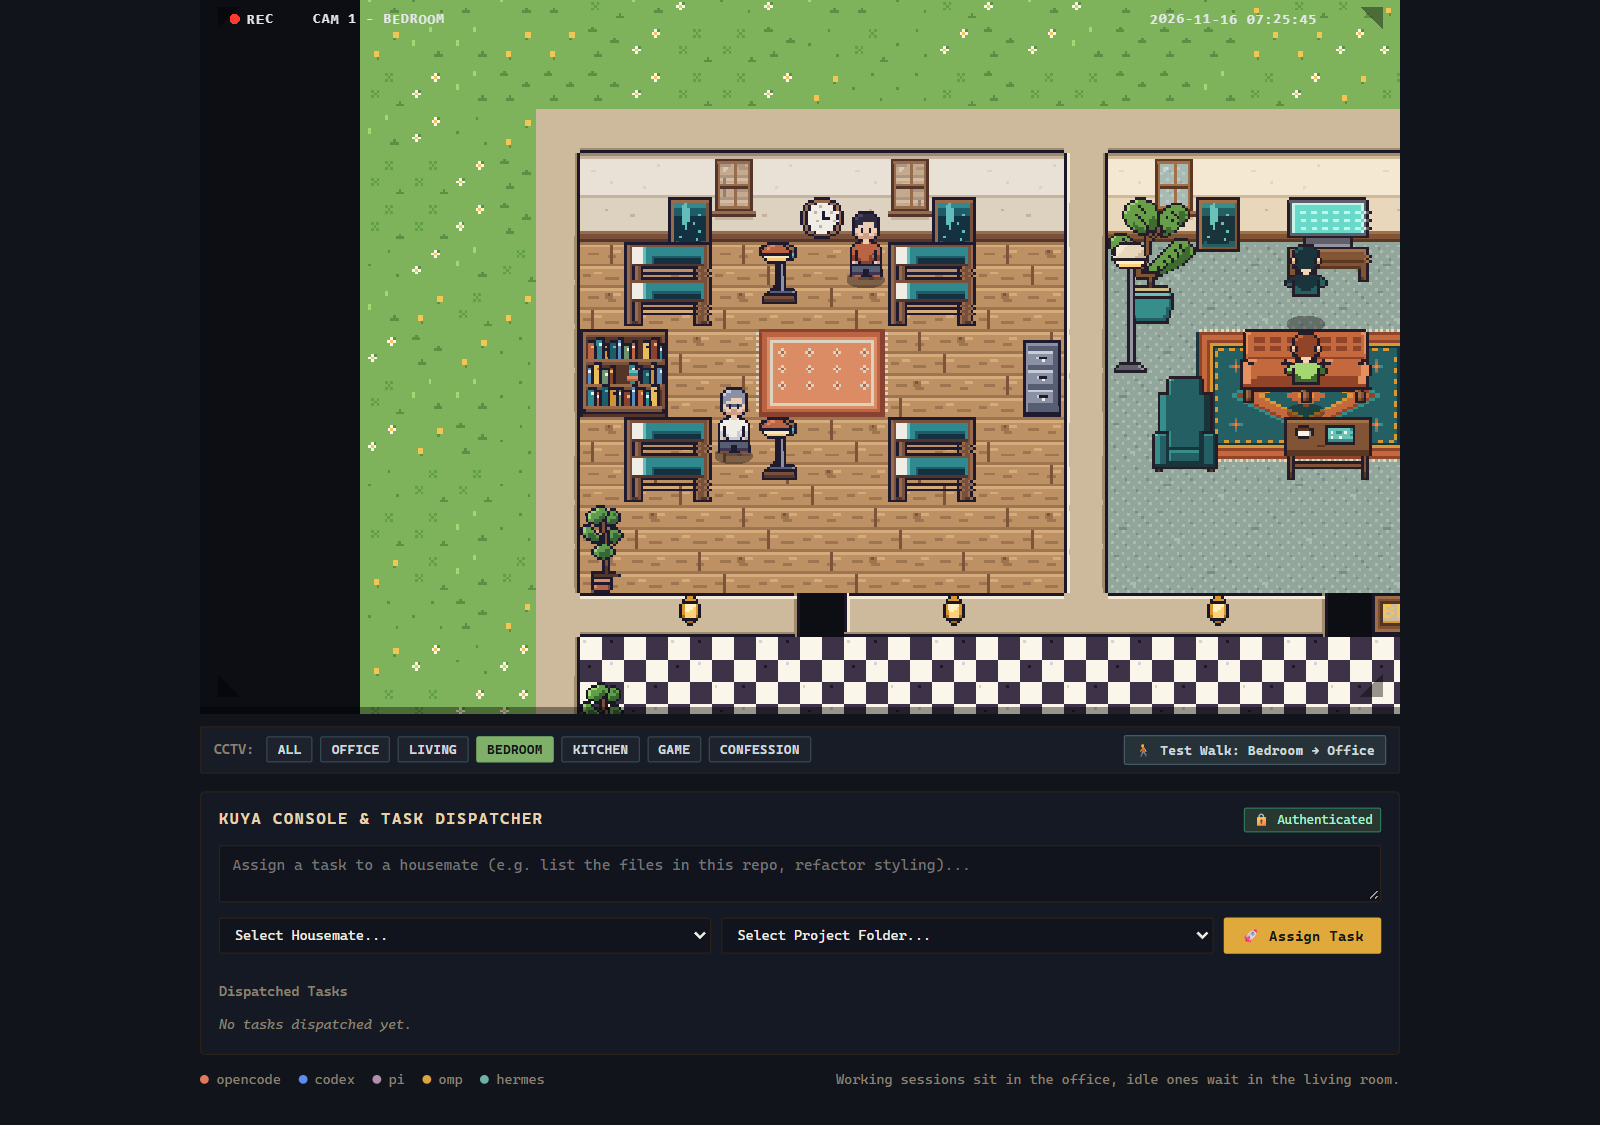 REC CAM 1 - BEDROOM 2026-11-16 07:25:45
CCTV: ALL OFFICE LIVING BEDROOM KITCHEN GAME CONFESSION Test Walk: Bedroom → Office
KUYA CONSOLE & TASK DISPATCHER Authenticated
Assign a task to a housemate (e.g. list the files in this repo, refactor styling)...
Select Housemate... Select Project Folder... Assign Task
Dispatched Tasks
No tasks dispatched yet.
opencode codex pi omp hermes Working sessions sit in the office, idle ones wait in the living room.